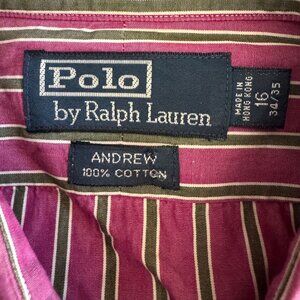 Polo
by Ralph Lauren
MADE IN
HONG KONG
16
34/35
ANDREW
100% COTTON